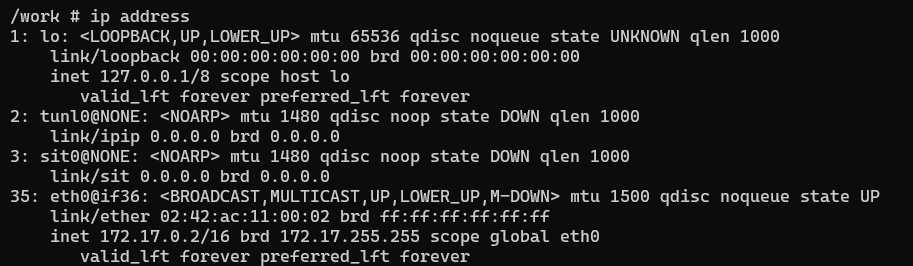 /work # ip address
1: lo: <LOOPBACK,UP,LOWER_UP> mtu 65536 qdisc noqueue state UNKNOWN qlen 1000
    link/loopback 00:00:00:00:00:00 brd 00:00:00:00:00:00
    inet 127.0.0.1/8 scope host lo
       valid_lft forever preferred_lft forever
2: tunl0@NONE: <NOARP> mtu 1480 qdisc noop state DOWN qlen 1000
    link/ipip 0.0.0.0 brd 0.0.0.0
3: sit0@NONE: <NOARP> mtu 1480 qdisc noop state DOWN qlen 1000
    link/sit 0.0.0.0 brd 0.0.0.0
35: eth0@if36: <BROADCAST,MULTICAST,UP,LOWER_UP,M-DOWN> mtu 1500 qdisc noqueue state UP
    link/ether 02:42:ac:11:00:02 brd ff:ff:ff:ff:ff:ff
    inet 172.17.0.2/16 brd 172.17.255.255 scope global eth0
       valid_lft forever preferred_lft forever